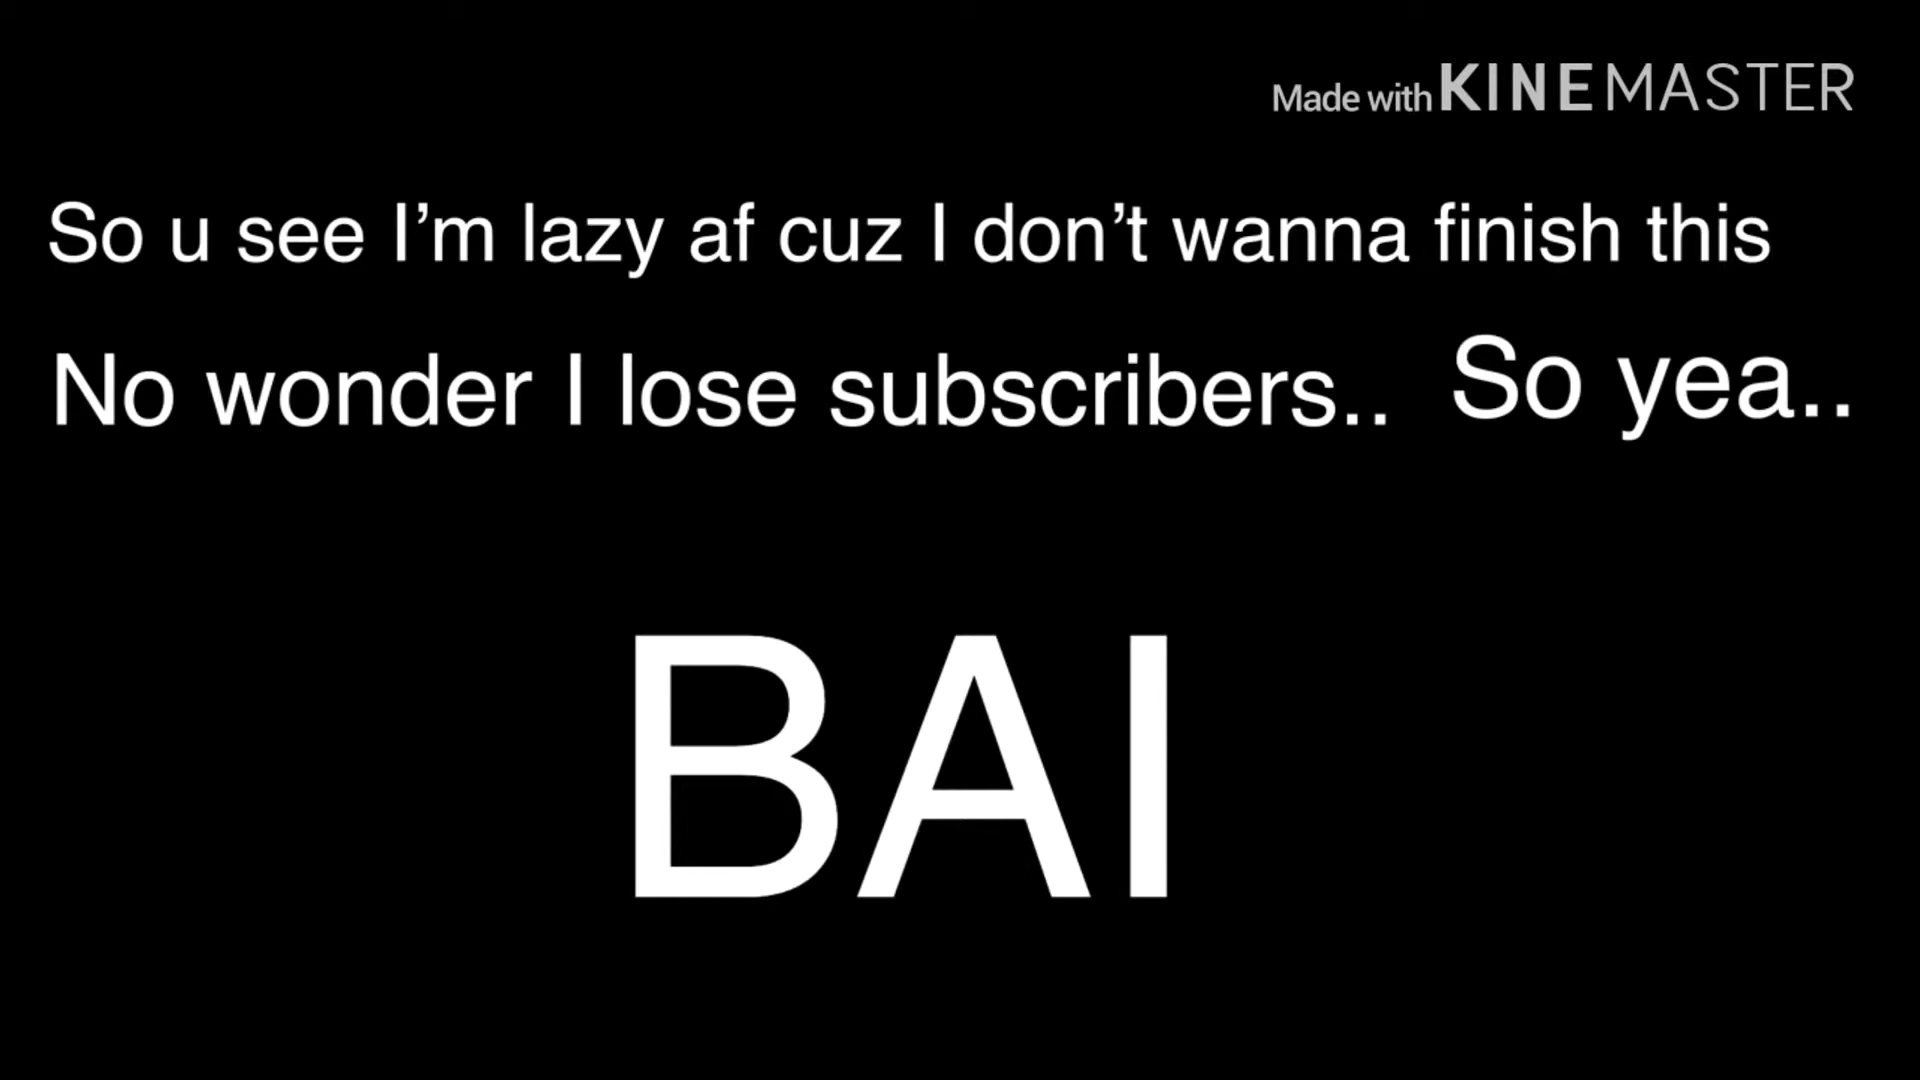 Made with KINEMASTER
So u see I’m lazy af cuz I don’t wanna finish this
No wonder I lose subscribers.. So yea..
BAI